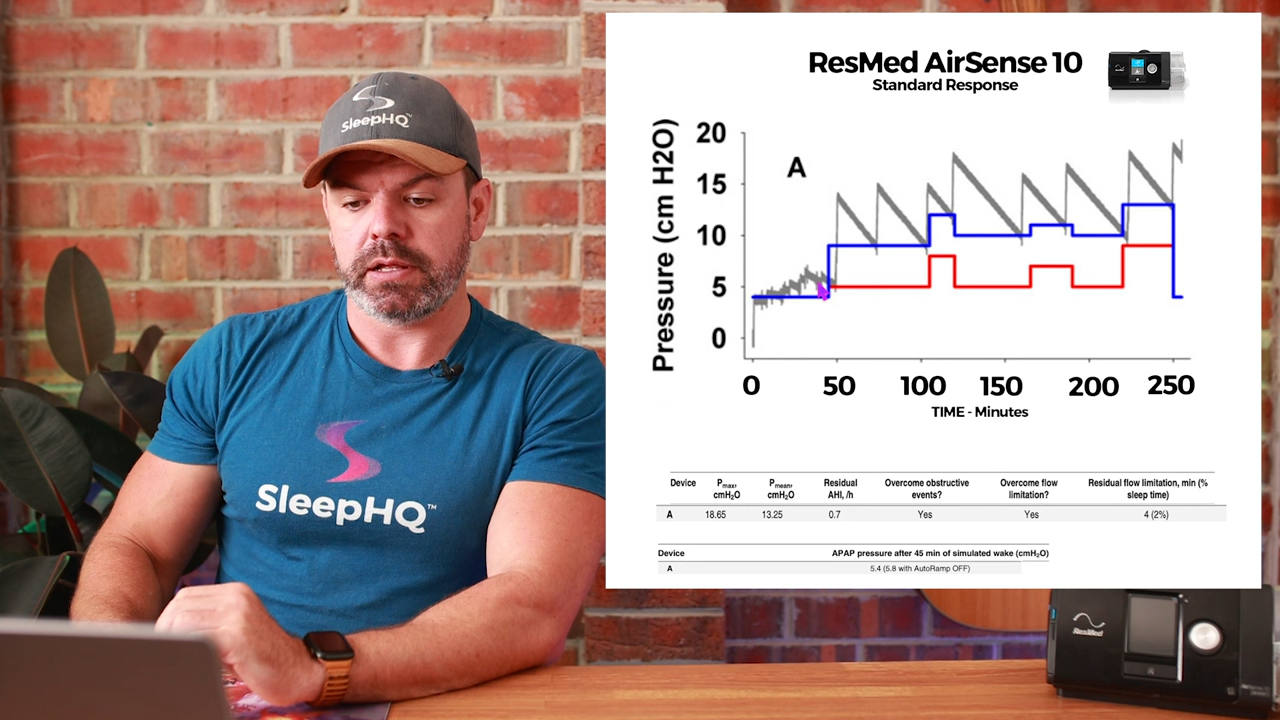 SleepHQ™
SleepHQ™
ResMed AirSense 10
Standard Response
Pressure (cm H2O)
20
15
10
5
0
A
0 50 100 150 200 250
TIME - Minutes
Device Pmax, cmH2O Pmean, cmH2O Residual AHI, /h Overcome obstructive events? Overcome flow limitation? Residual flow limitation, min (% sleep time)
A 18.65 13.25 0.7 Yes Yes 4 (2%)
Device APAP pressure after 45 min of simulated wake (cmH2O)
A 5.4 (5.8 with AutoRamp OFF)
ResMed
AirSense